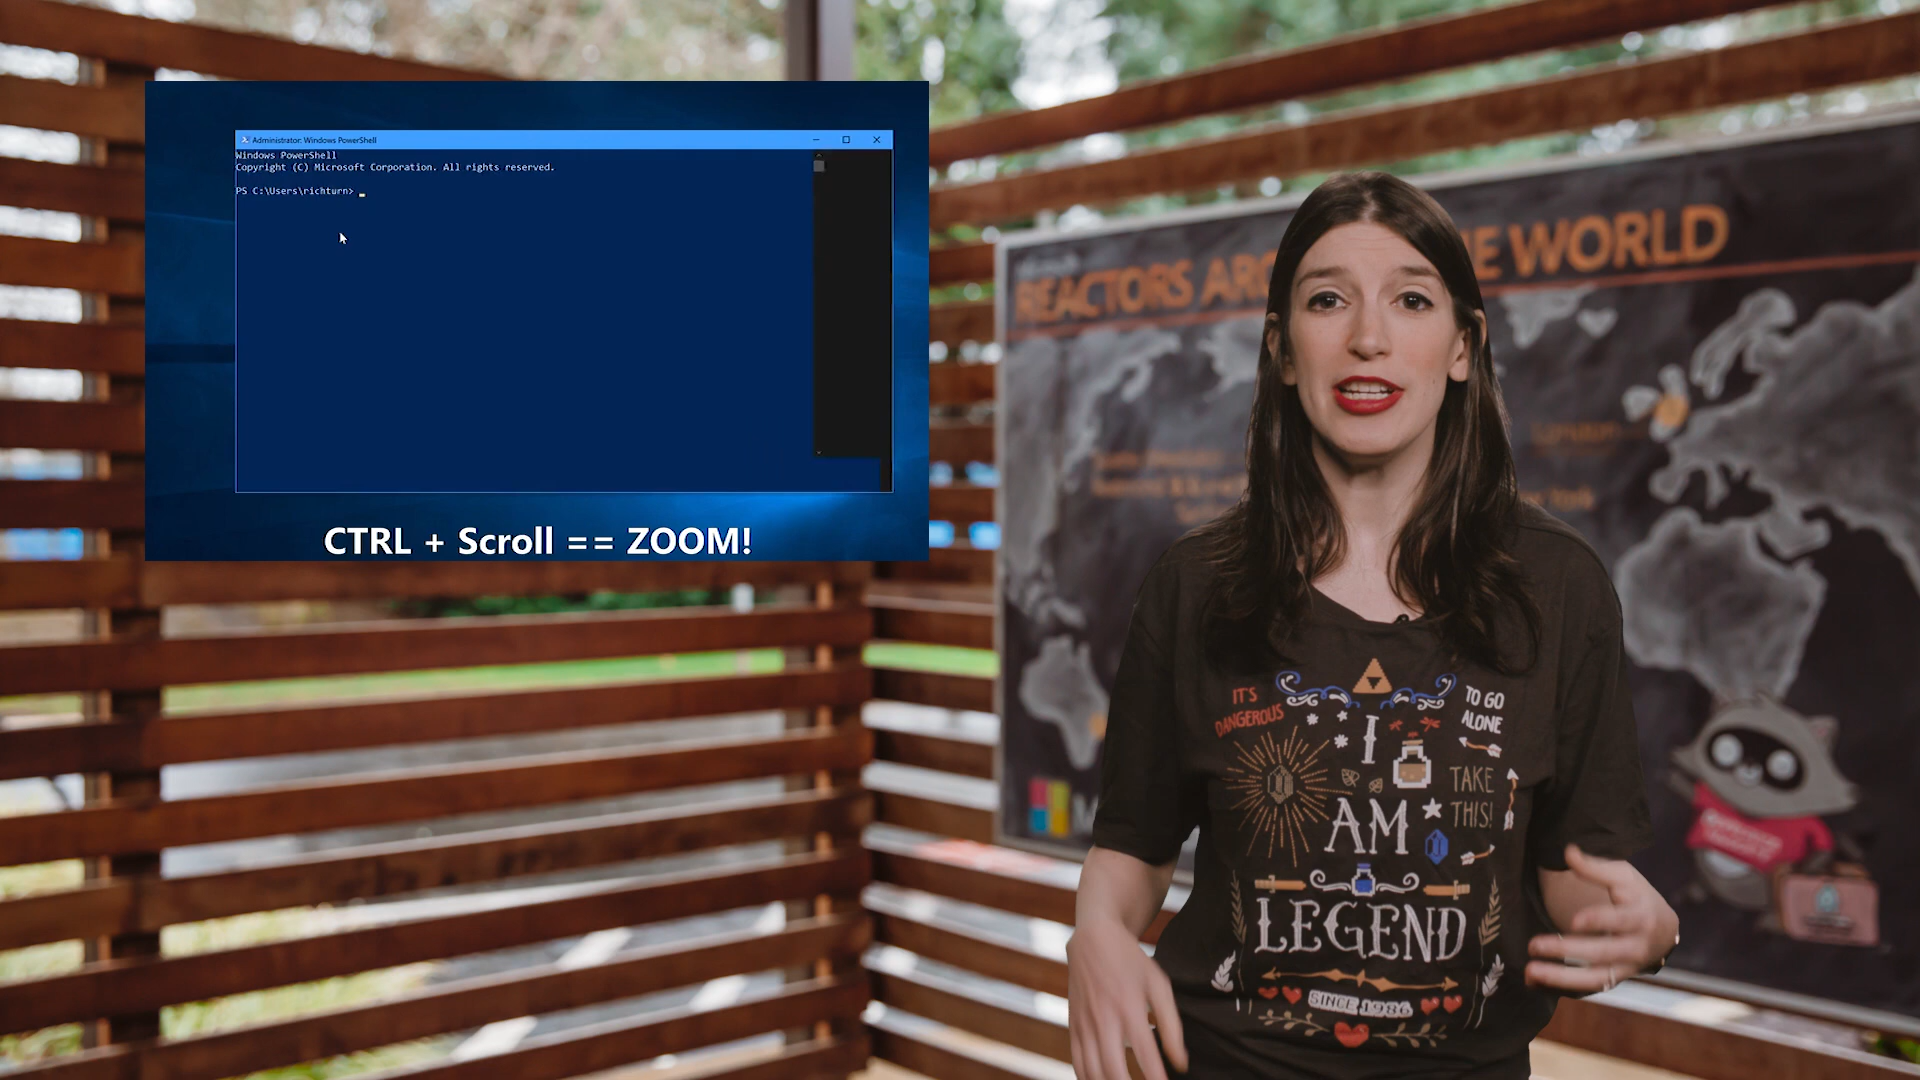 Administrator: Windows PowerShell
Windows PowerShell
Copyright (C) Microsoft Corporation. All rights reserved.
PS C:\Users\richturn>
CTRL + Scroll == ZOOM!
REACTORS
E WORLD
London
IT'S
DANGEROUS
TO GO
ALONE
I
TAKE
THIS!
AM
LEGEND
SINCE 1986